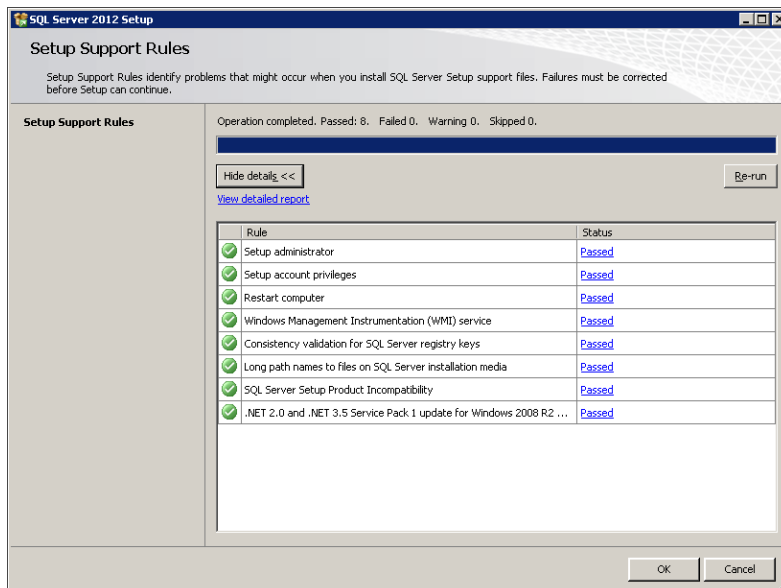 SQL Server 2012 Setup
Setup Support Rules
Setup Support Rules identify problems that might occur when you install SQL Server Setup support files. Failures must be corrected
before Setup can continue.
Setup Support Rules
Operation completed. Passed: 8. Failed 0. Warning 0. Skipped 0.
Hide details <<
Re-run
View detailed report
Rule Status
Setup administrator Passed
Setup account privileges Passed
Restart computer Passed
Windows Management Instrumentation (WMI) service Passed
Consistency validation for SQL Server registry keys Passed
Long path names to files on SQL Server installation media Passed
SQL Server Setup Product Incompatibility Passed
.NET 2.0 and .NET 3.5 Service Pack 1 update for Windows 2008 R2 ... Passed
OK Cancel